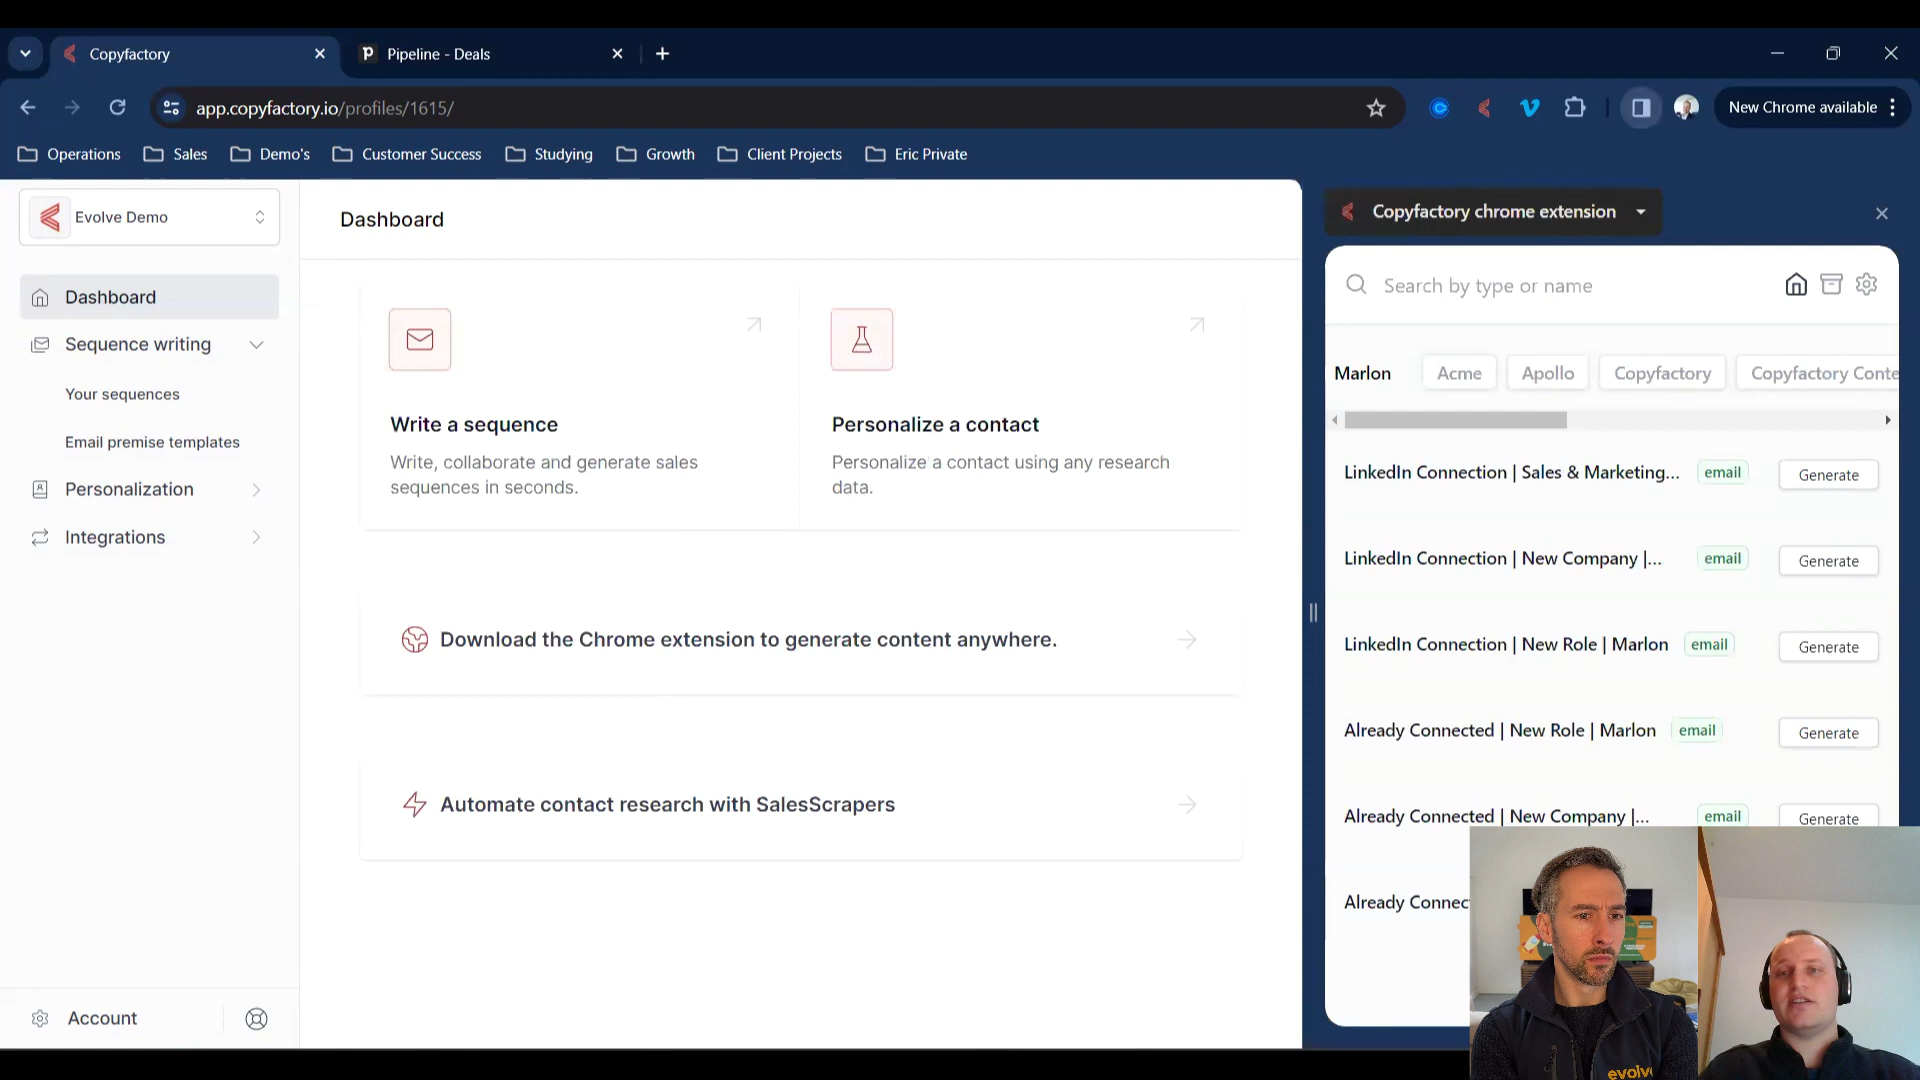 Copyfactory
Pipeline - Deals
app.copyfactory.io/profiles/1615/
New Chrome available
Operations
Sales
Demo's
Customer Success
Studying
Growth
Client Projects
Eric Private
Evolve Demo
Dashboard
Sequence writing
Your sequences
Email premise templates
Personalization
Integrations
Account
Dashboard
Write a sequence
Write, collaborate and generate sales
sequences in seconds.
Personalize a contact
Personalize a contact using any research
data.
Download the Chrome extension to generate content anywhere.
Automate contact research with SalesScrapers
Copyfactory chrome extension
Search by type or name
Marlon
Acme
Apollo
Copyfactory
Copyfactory Conte
LinkedIn Connection | Sales & Marketing... email Generate
LinkedIn Connection | New Company |... email Generate
LinkedIn Connection | New Role | Marlon email Generate
Already Connected | New Role | Marlon email Generate
Already Connected | New Company |... email Generate
Already Connec
evolve